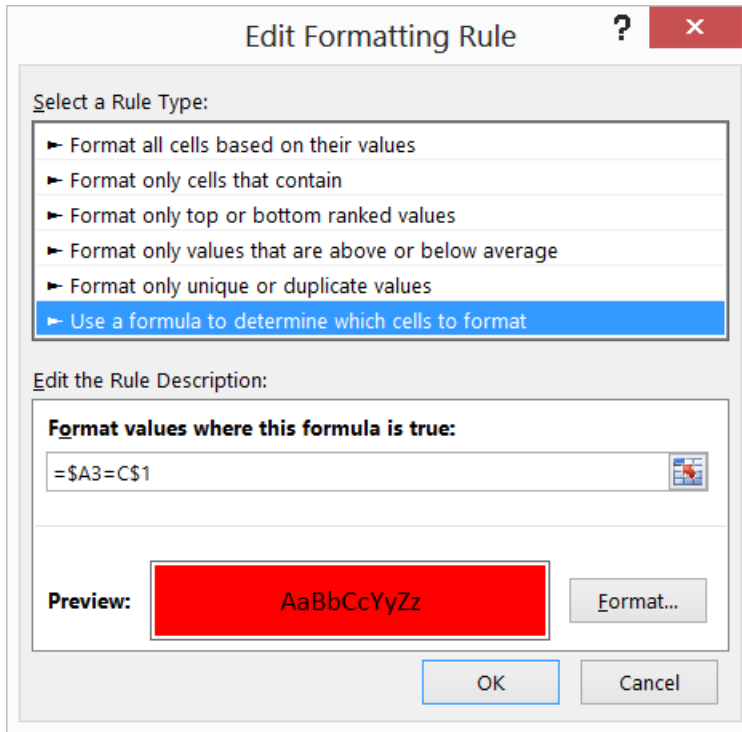 Edit Formatting Rule
?
x
Select a Rule Type:
► Format all cells based on their values
► Format only cells that contain
► Format only top or bottom ranked values
► Format only values that are above or below average
► Format only unique or duplicate values
► Use a formula to determine which cells to format
Edit the Rule Description:
Format values where this formula is true:
=$A3=C$1
Preview: AaBbCcYyZz Format...
OK Cancel